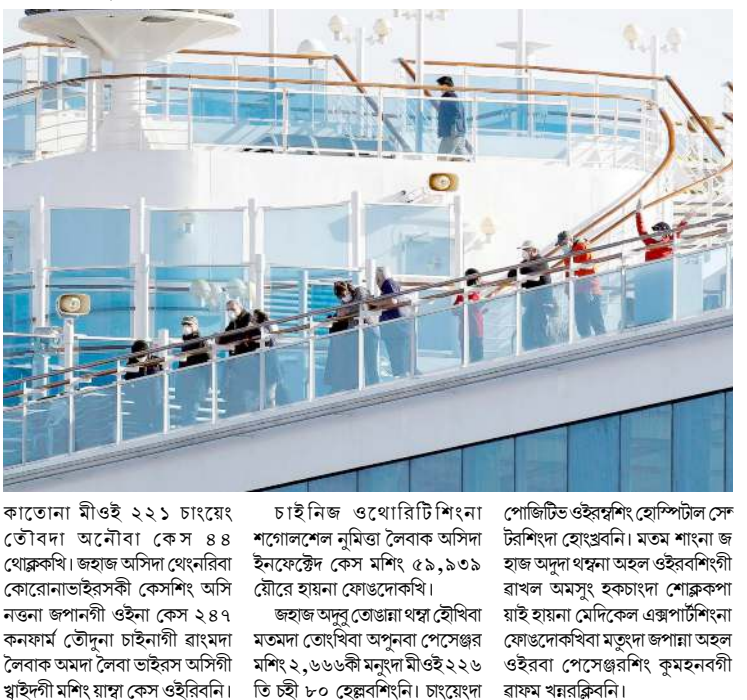 কাতোনা মীওই ২২১ চাংয়েং
তৌবদা অনৌবা কেস ৪৪
থোক্লকখি। জহাজ অসিদা থেংনরিবা
কোরোনাভাইরসকী কেসশিং অসি
নত্তনা জপানগী ওইনা কেস ২৪৭
কনফার্ম তৌদুনা চাইনাগী ৱাংমদা
লৈবাক অমদা লৈবা ভাইরস অসিগী
খ্বাইদগী মশিং য়াম্বা কেস ওইরিবনি।
চাইনিজ ওথোরিটিশিংনা
শগোলশেল নুমিত্তা লৈবাক অসিদা
ইনফেক্টেদ কেস মশিং ৫৯,৯৩৯
য়ৌরে হায়না ফোঙদোকখি।
জহাজ অদুবু তোঙান্না থম্বা হৌখিবা
মতমদা তোংখিবা অপুনবা পেসেঞ্জর
মশিং ২,৬৬৬কী মনুংদা মীওই ২২৬
তি চহী ৮০ হেল্লবশিংনি। চাংয়েংদা
পোজিটিভ ওইরম্বশিং হোস্পিটাল সেন্
টরশিংদা হোংখ্রবনি। মতম শাংনা জ
হাজ অদুদা থম্বনা অহল ওইরবশিংগী
ৱাখল অমসুং হকচাংদা শোক্লকপা
য়াই হায়না মেদিকেল এক্সপার্টশিংনা
ফোঙদোকখিবা মতুংদা জপান্না অহল
ওইরবা পেসেঞ্জরশিং কুমহনবগী
ৱাফম খন্নরক্লিবনি।